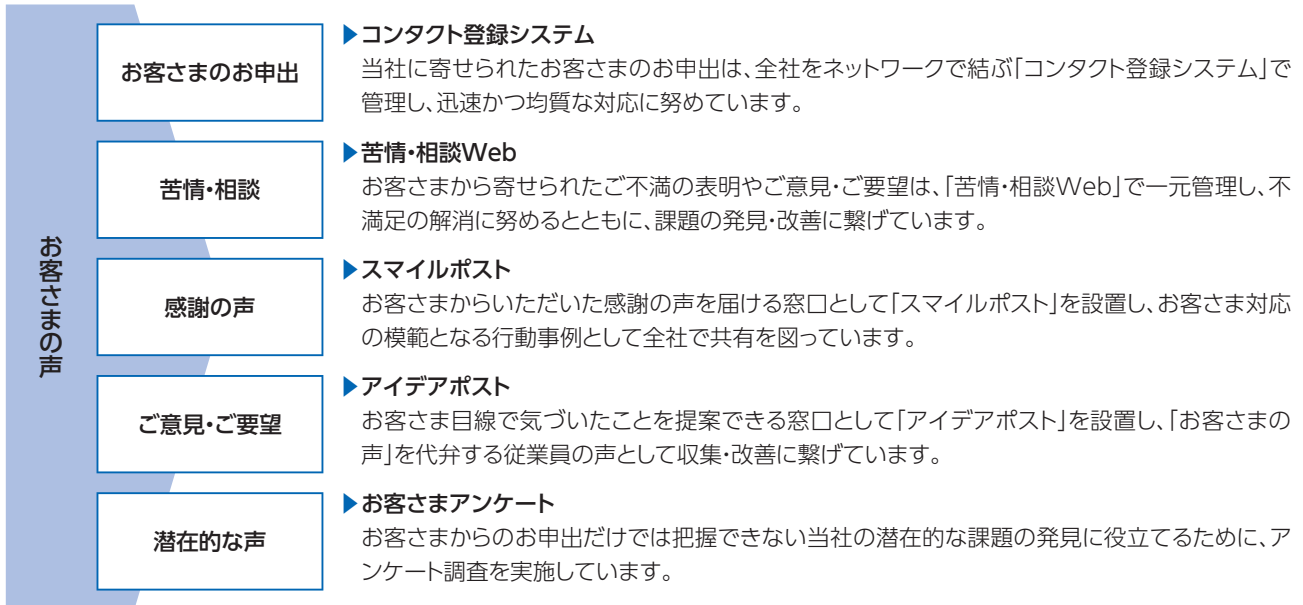 お客さまの声
お客さまのお申出
▶コンタクト登録システム
当社に寄せられたお客さまのお申出は、全社をネットワークで結ぶ「コンタクト登録システム」で
管理し、迅速かつ均質な対応に努めています。
苦情・相談
▶苦情・相談Web
お客さまから寄せられたご不満の表明やご意見・ご要望は、「苦情・相談Web」で一元管理し、不
満足の解消に努めるとともに、課題の発見・改善に繋げています。
感謝の声
▶スマイルポスト
お客さまからいただいた感謝の声を届ける窓口として「スマイルポスト」を設置し、お客さま対応
の模範となる行動事例として全社で共有を図っています。
ご意見・ご要望
▶アイデアポスト
お客さま目線で気づいたことを提案できる窓口として「アイデアポスト」を設置し、「お客さまの
声」を代弁する従業員の声として収集・改善に繋げています。
潜在的な声
▶お客さまアンケート
お客さまからのお申出だけでは把握できない当社の潜在的な課題の発見に役立てるために、ア
ンケート調査を実施しています。